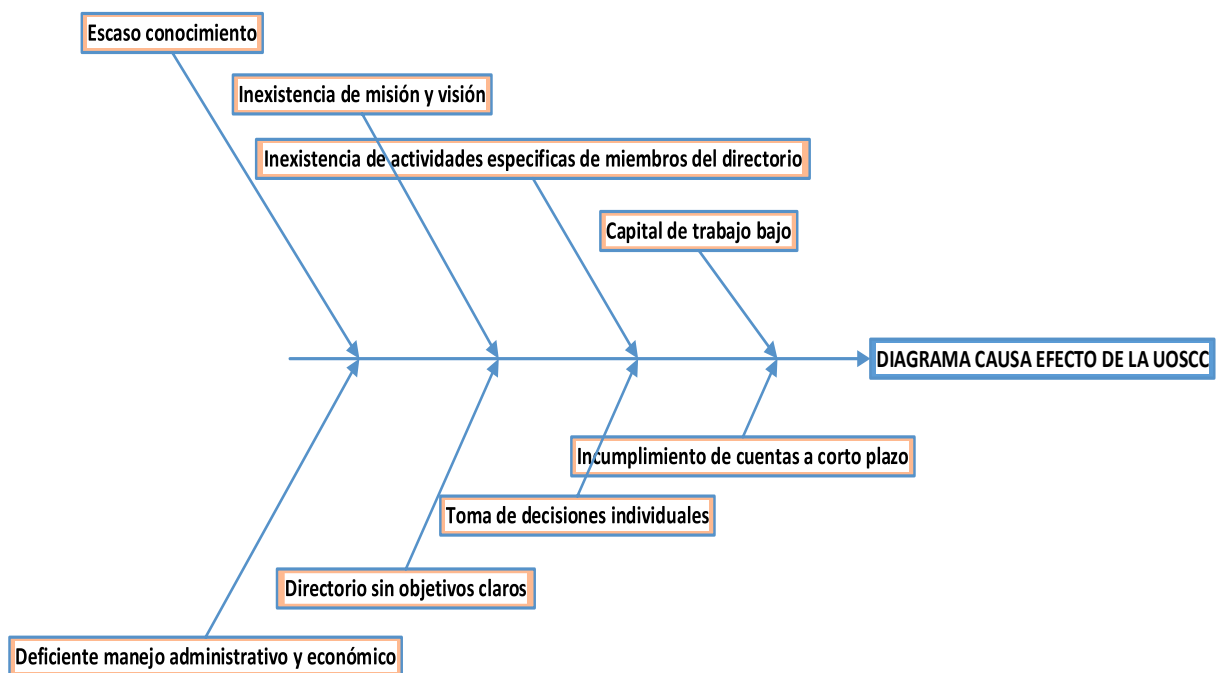 Escaso conocimiento
Inexistencia de misión y visión
Inexistencia de actividades especificas de miembros del directorio
Capital de trabajo bajo
DIAGRAMA CAUSA EFECTO DE LA UOSCC
Incumplimiento de cuentas a corto plazo
Toma de decisiones individuales
Directorio sin objetivos claros
Deficiente manejo administrativo y económico